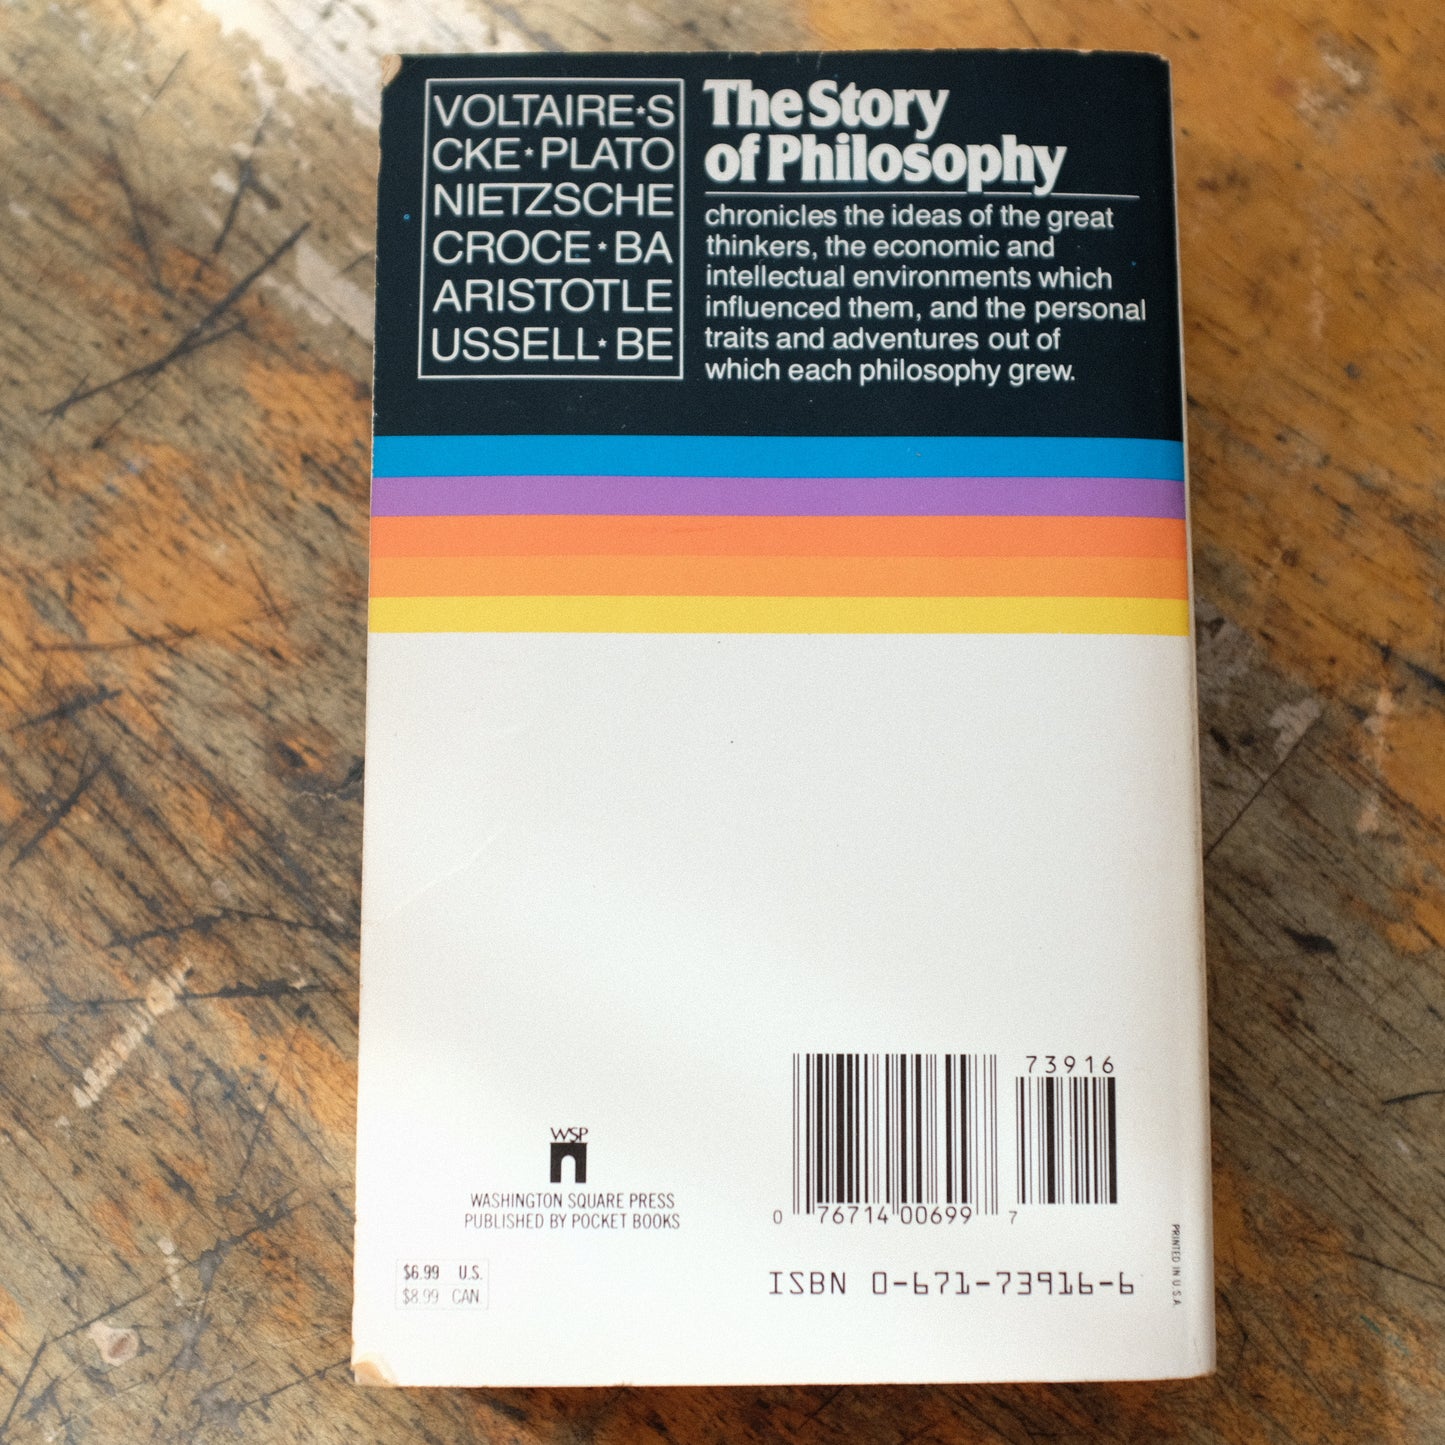 VOLTAIRE★S
CKE★PLATO
NIETZSCHE
CROCE★BA
ARISTOTLE
USSELL★BE
The Story
of Philosophy
chronicles the ideas of the great
thinkers, the economic and
intellectual environments which
influenced them, and the personal
traits and adventures out of
which each philosophy grew.
WSP
WASHINGTON SQUARE PRESS
PUBLISHED BY POCKET BOOKS
$6.99 U.S.
$8.99 CAN.
73916
0 76714 00699 7
ISBN 0-671-73916-6
PRINTED IN U.S.A.